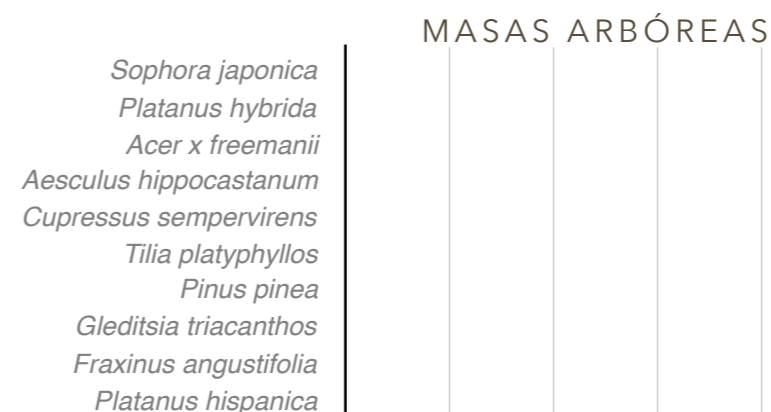 MASAS ARBÓREAS
Sophora japonica
Platanus hybrida
Acer x freemanii
Aesculus hippocastanum
Cupressus sempervirens
Tilia platyphyllos
Pinus pinea
Gleditsia triacanthos
Fraxinus angustifolia
Platanus hispanica